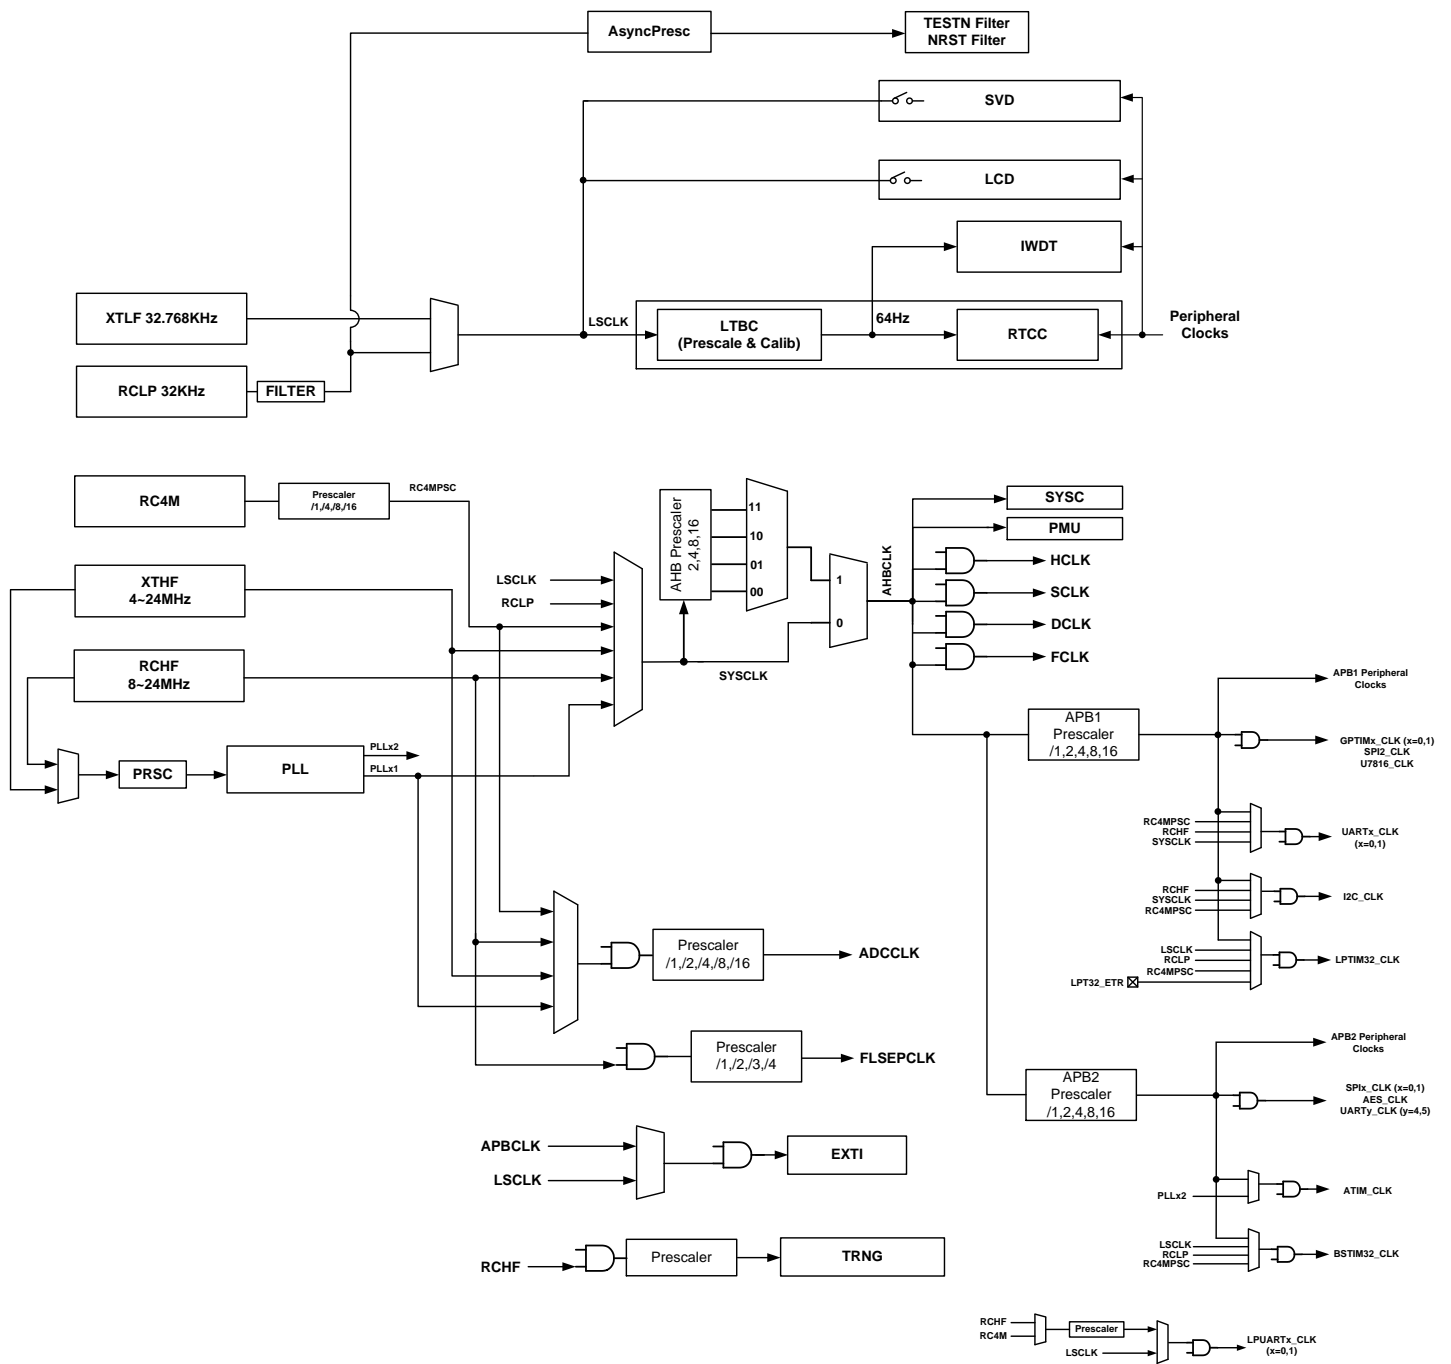 AsyncPresc
TESTN Filter
NRST Filter
SVD
LCD
IWDT
XTLF 32.768KHz
LSCLK
LTBC
(Prescale & Calib)
64Hz
RTCC
Peripheral
Clocks
RCLP 32KHz
FILTER
RC4M
Prescaler
/1,/4,/8,/16
RC4MPSC
AHB Prescaler
2,4,8,16
11
10
01
00
SYSC
PMU
HCLK
SCLK
DCLK
FCLK
XTHF
4~24MHz
LSCLK
RCLP
1
0
AHBCLK
RCHF
8~24MHz
SYSCLK
PRSC
PLL
PLLx2
PLLx1
APB1
Prescaler
/1,2,4,8,16
APB1 Peripheral
Clocks
GPTIMx_CLK (x=0,1)
SPI2_CLK
U7816_CLK
RC4MPSC
RCHF
SYSCLK
UARTx_CLK
(x=0,1)
RCHF
SYSCLK
RC4MPSC
I2C_CLK
LSCLK
RCLP
RC4MPSC
LPT32_ETR
LPTIM32_CLK
Prescaler
/1,/2,/4,/8,/16
ADCCLK
Prescaler
/1,/2,/3,/4
FLSEPCLK
APB2
Prescaler
/1,2,4,8,16
APB2 Peripheral
Clocks
SPIx_CLK (x=0,1)
AES_CLK
UARTy_CLK (y=4,5)
APBCLK
LSCLK
EXTI
PLLx2
ATIM_CLK
RCHF
Prescaler
TRNG
LSCLK
RCLP
RC4MPSC
BSTIM32_CLK
RCHF
RC4M
Prescaler
LSCLK
LPUARTx_CLK
(x=0,1)